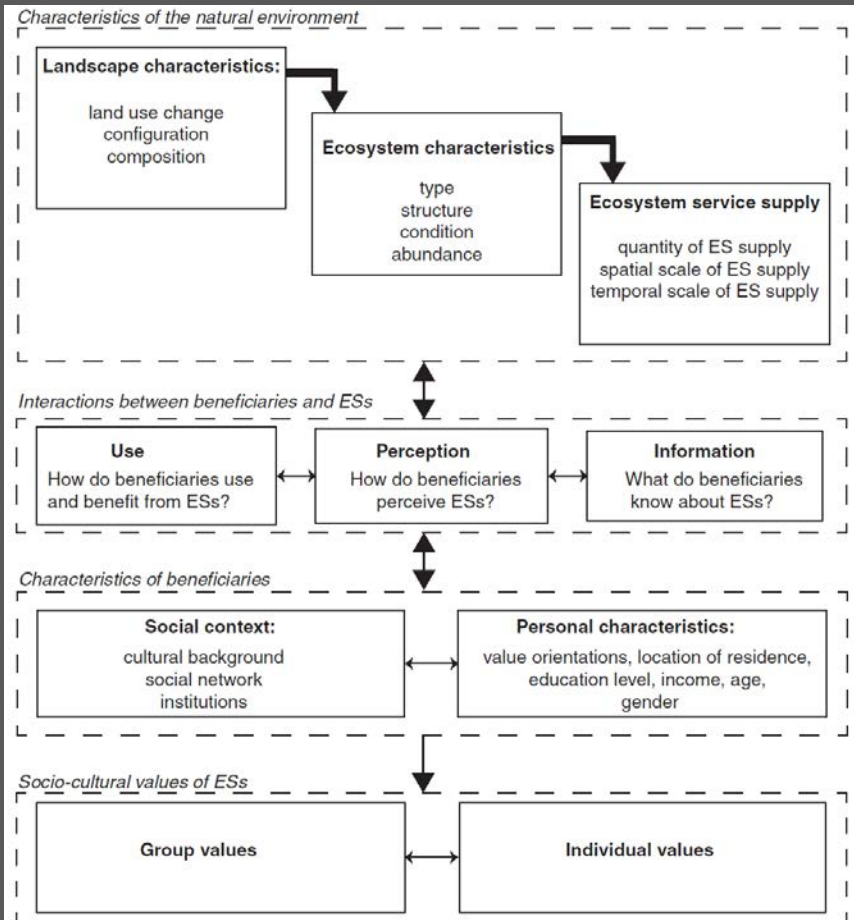 Characteristics of the natural environment
Landscape characteristics:
land use change
configuration
composition
Ecosystem characteristics
type
structure
condition
abundance
Ecosystem service supply
quantity of ES supply
spatial scale of ES supply
temporal scale of ES supply
Interactions between beneficiaries and ESs
Use
How do beneficiaries use
and benefit from ESs?
Perception
How do beneficiaries
perceive ESs?
Information
What do beneficiaries
know about ESs?
Characteristics of beneficiaries
Social context:
cultural background
social network
institutions
Personal characteristics:
value orientations, location of residence,
education level, income, age,
gender
Socio-cultural values of ESs
Group values
Individual values